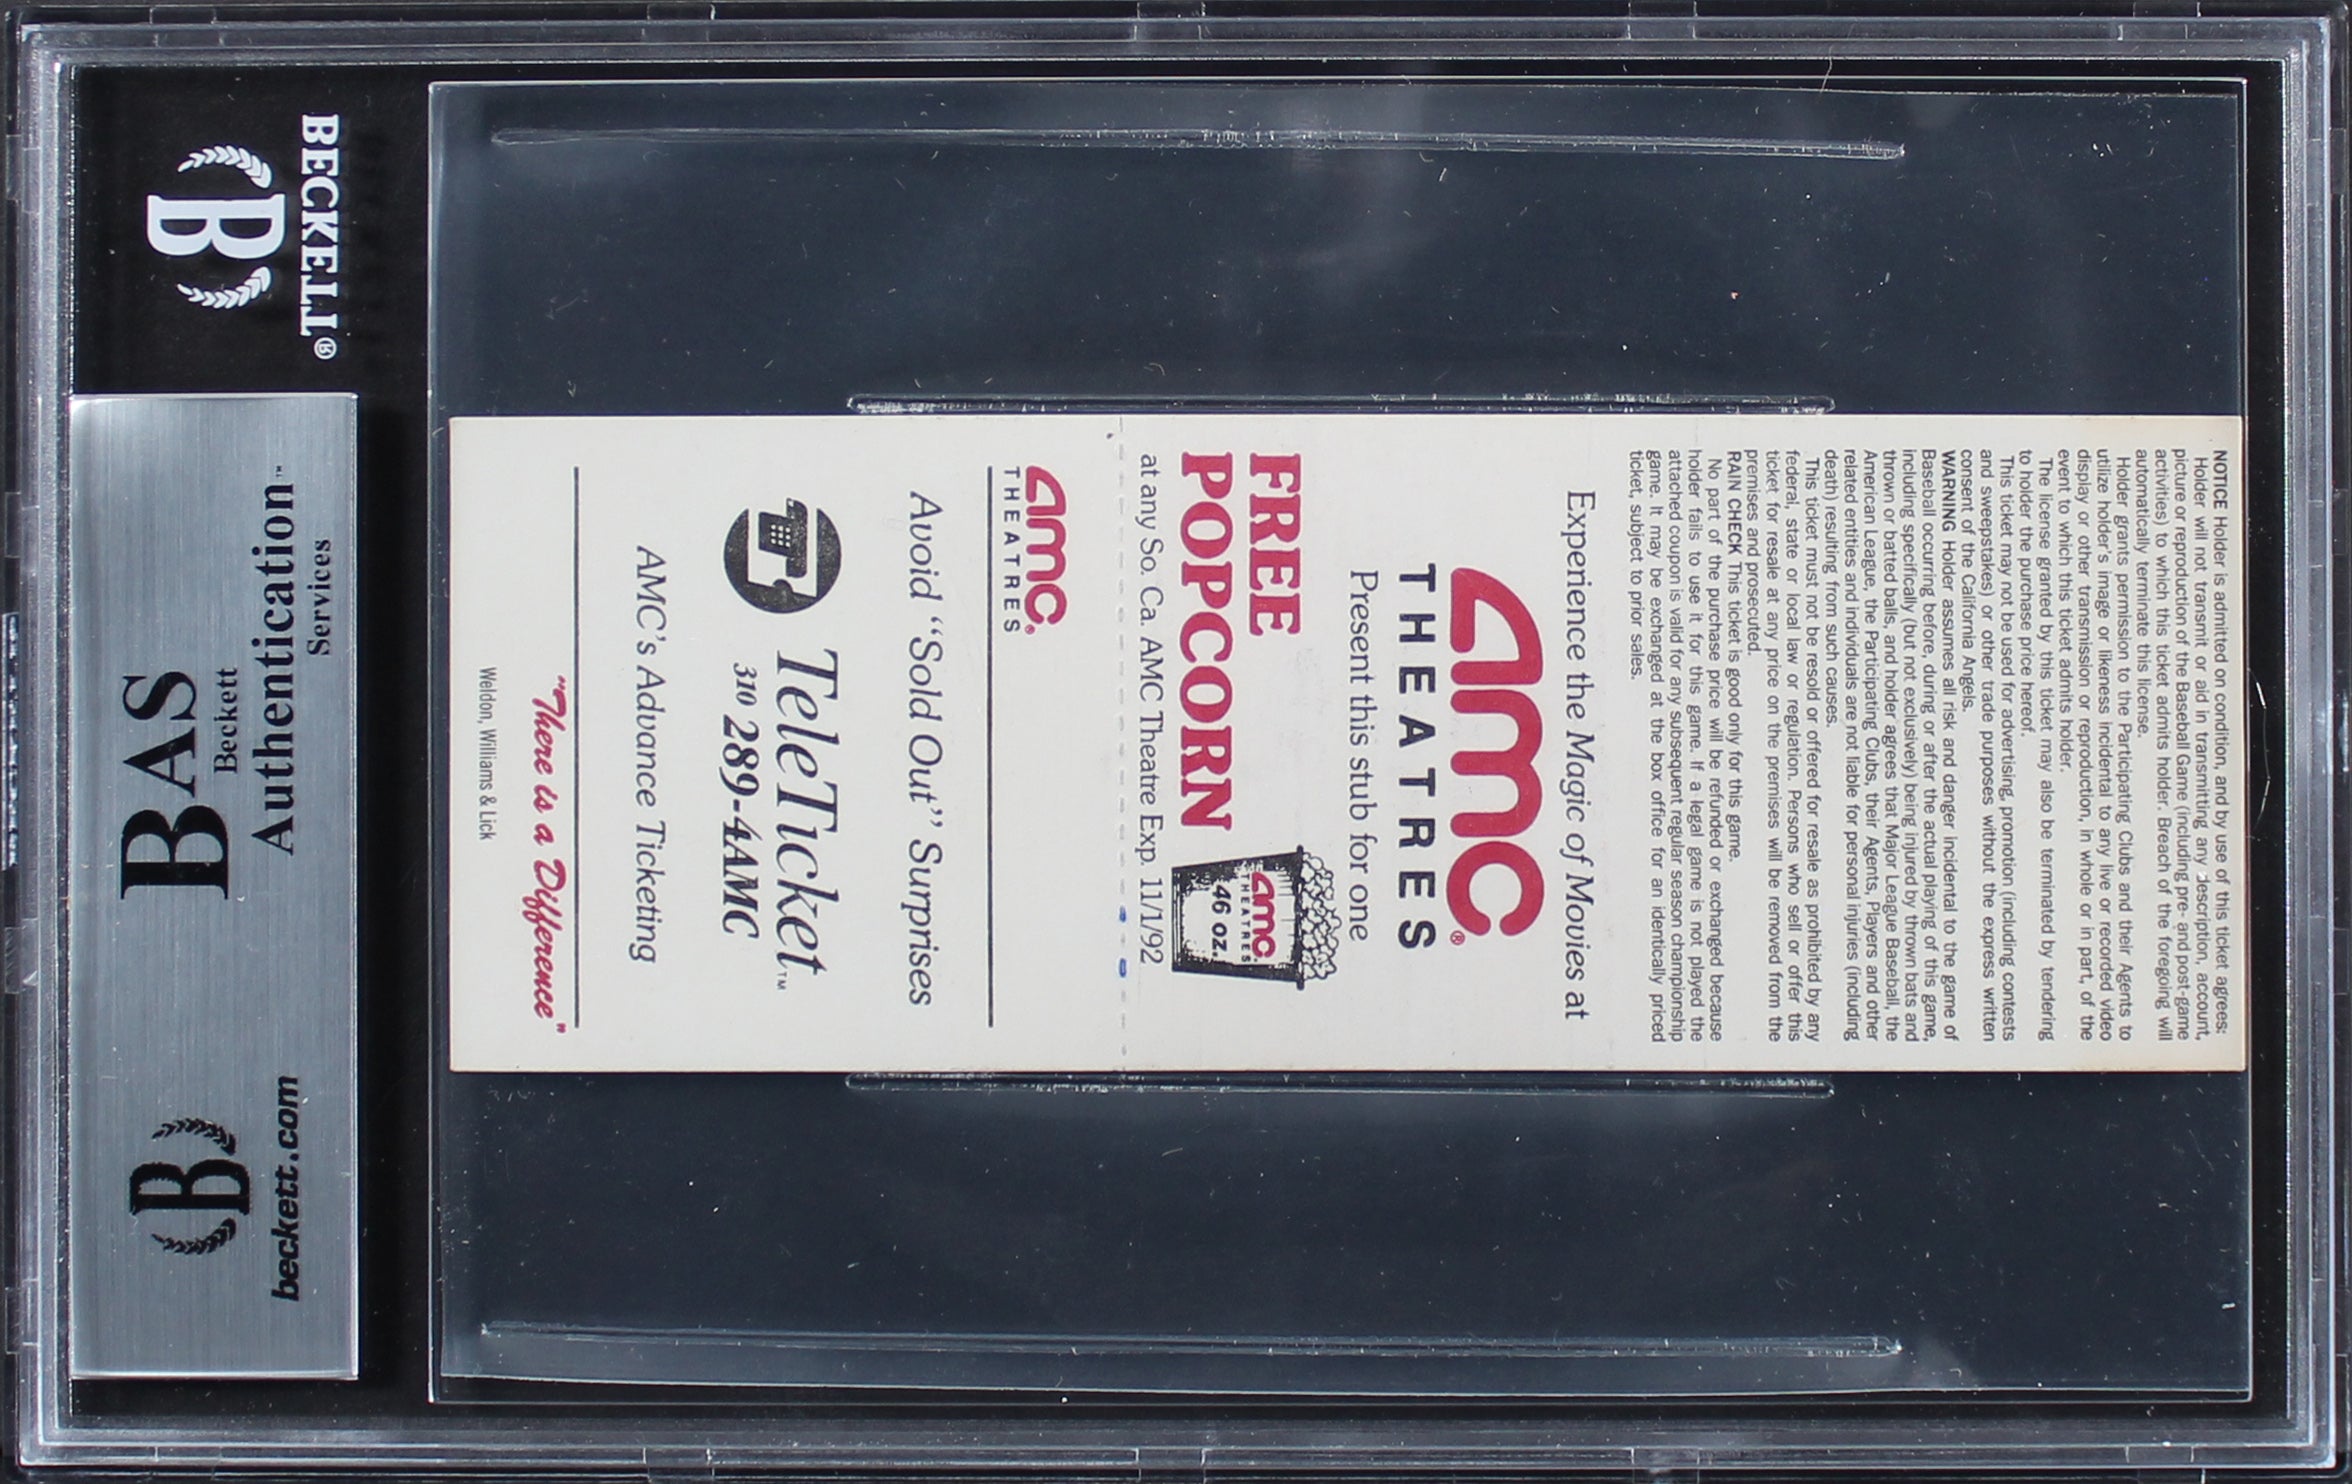 BECKETT®
B
BAS
Beckett
Authentication™
Services
B
beckett.com
NOTICE Holder is admitted on condition, and by use of this ticket agrees:
Holder will not transmit or aid in transmitting any description, account,
picture or reproduction of the Baseball Game (including pre- and post-game
activities) to which this ticket admits holder. Breach of the foregoing will
automatically terminate this license.
Holder grants permission to the Participating Clubs and their Agents to
utilize holder's image or likeness incidental to any live or recorded video
display or other transmission or reproduction, in whole or in part, of the
event to which this ticket admits holder.
The license granted by this ticket may also be terminated by tendering
to holder the purchase price hereof.
This ticket may not be used for advertising, promotion (including contests
and sweepstakes) or other trade purposes without the express written
consent of the California Angels.
WARNING Holder assumes all risk and danger incidental to the game of
Baseball occurring before, during or after the actual playing of this game,
including specifically (but not exclusively) being injured by thrown bats and
thrown or batted balls, and holder agrees that Major League Baseball, the
American League, the Participating Clubs, their Agents, Players and other
related entities and individuals are not liable for personal injuries (including
death) resulting from such causes.
This ticket must not be resold or offered for resale as prohibited by any
federal, state or local law or regulation. Persons who sell or offer this
ticket for resale at any price on the premises will be removed from the
premises and prosecuted.
RAIN CHECK This ticket is good only for this game.
No part of the purchase price will be refunded or exchanged because
holder fails to use it for this game. If a legal game is not played the
attached coupon is valid for any subsequent regular season championship
game. It may be exchanged at the box office for an identically priced
ticket, subject to prior sales.
Experience the Magic of Movies at
amc®
THEATRES
Present this stub for one
FREE
POPCORN
amc.
THEATRES
46 oz.
at any So. Ca. AMC Theatre Exp. 11/1/92
amc.
THEATRES
Avoid "Sold Out" Surprises
TeleTicket™
310 289-4AMC
AMC's Advance Ticketing
"There is a Difference"
Weldon, Williams & Lick